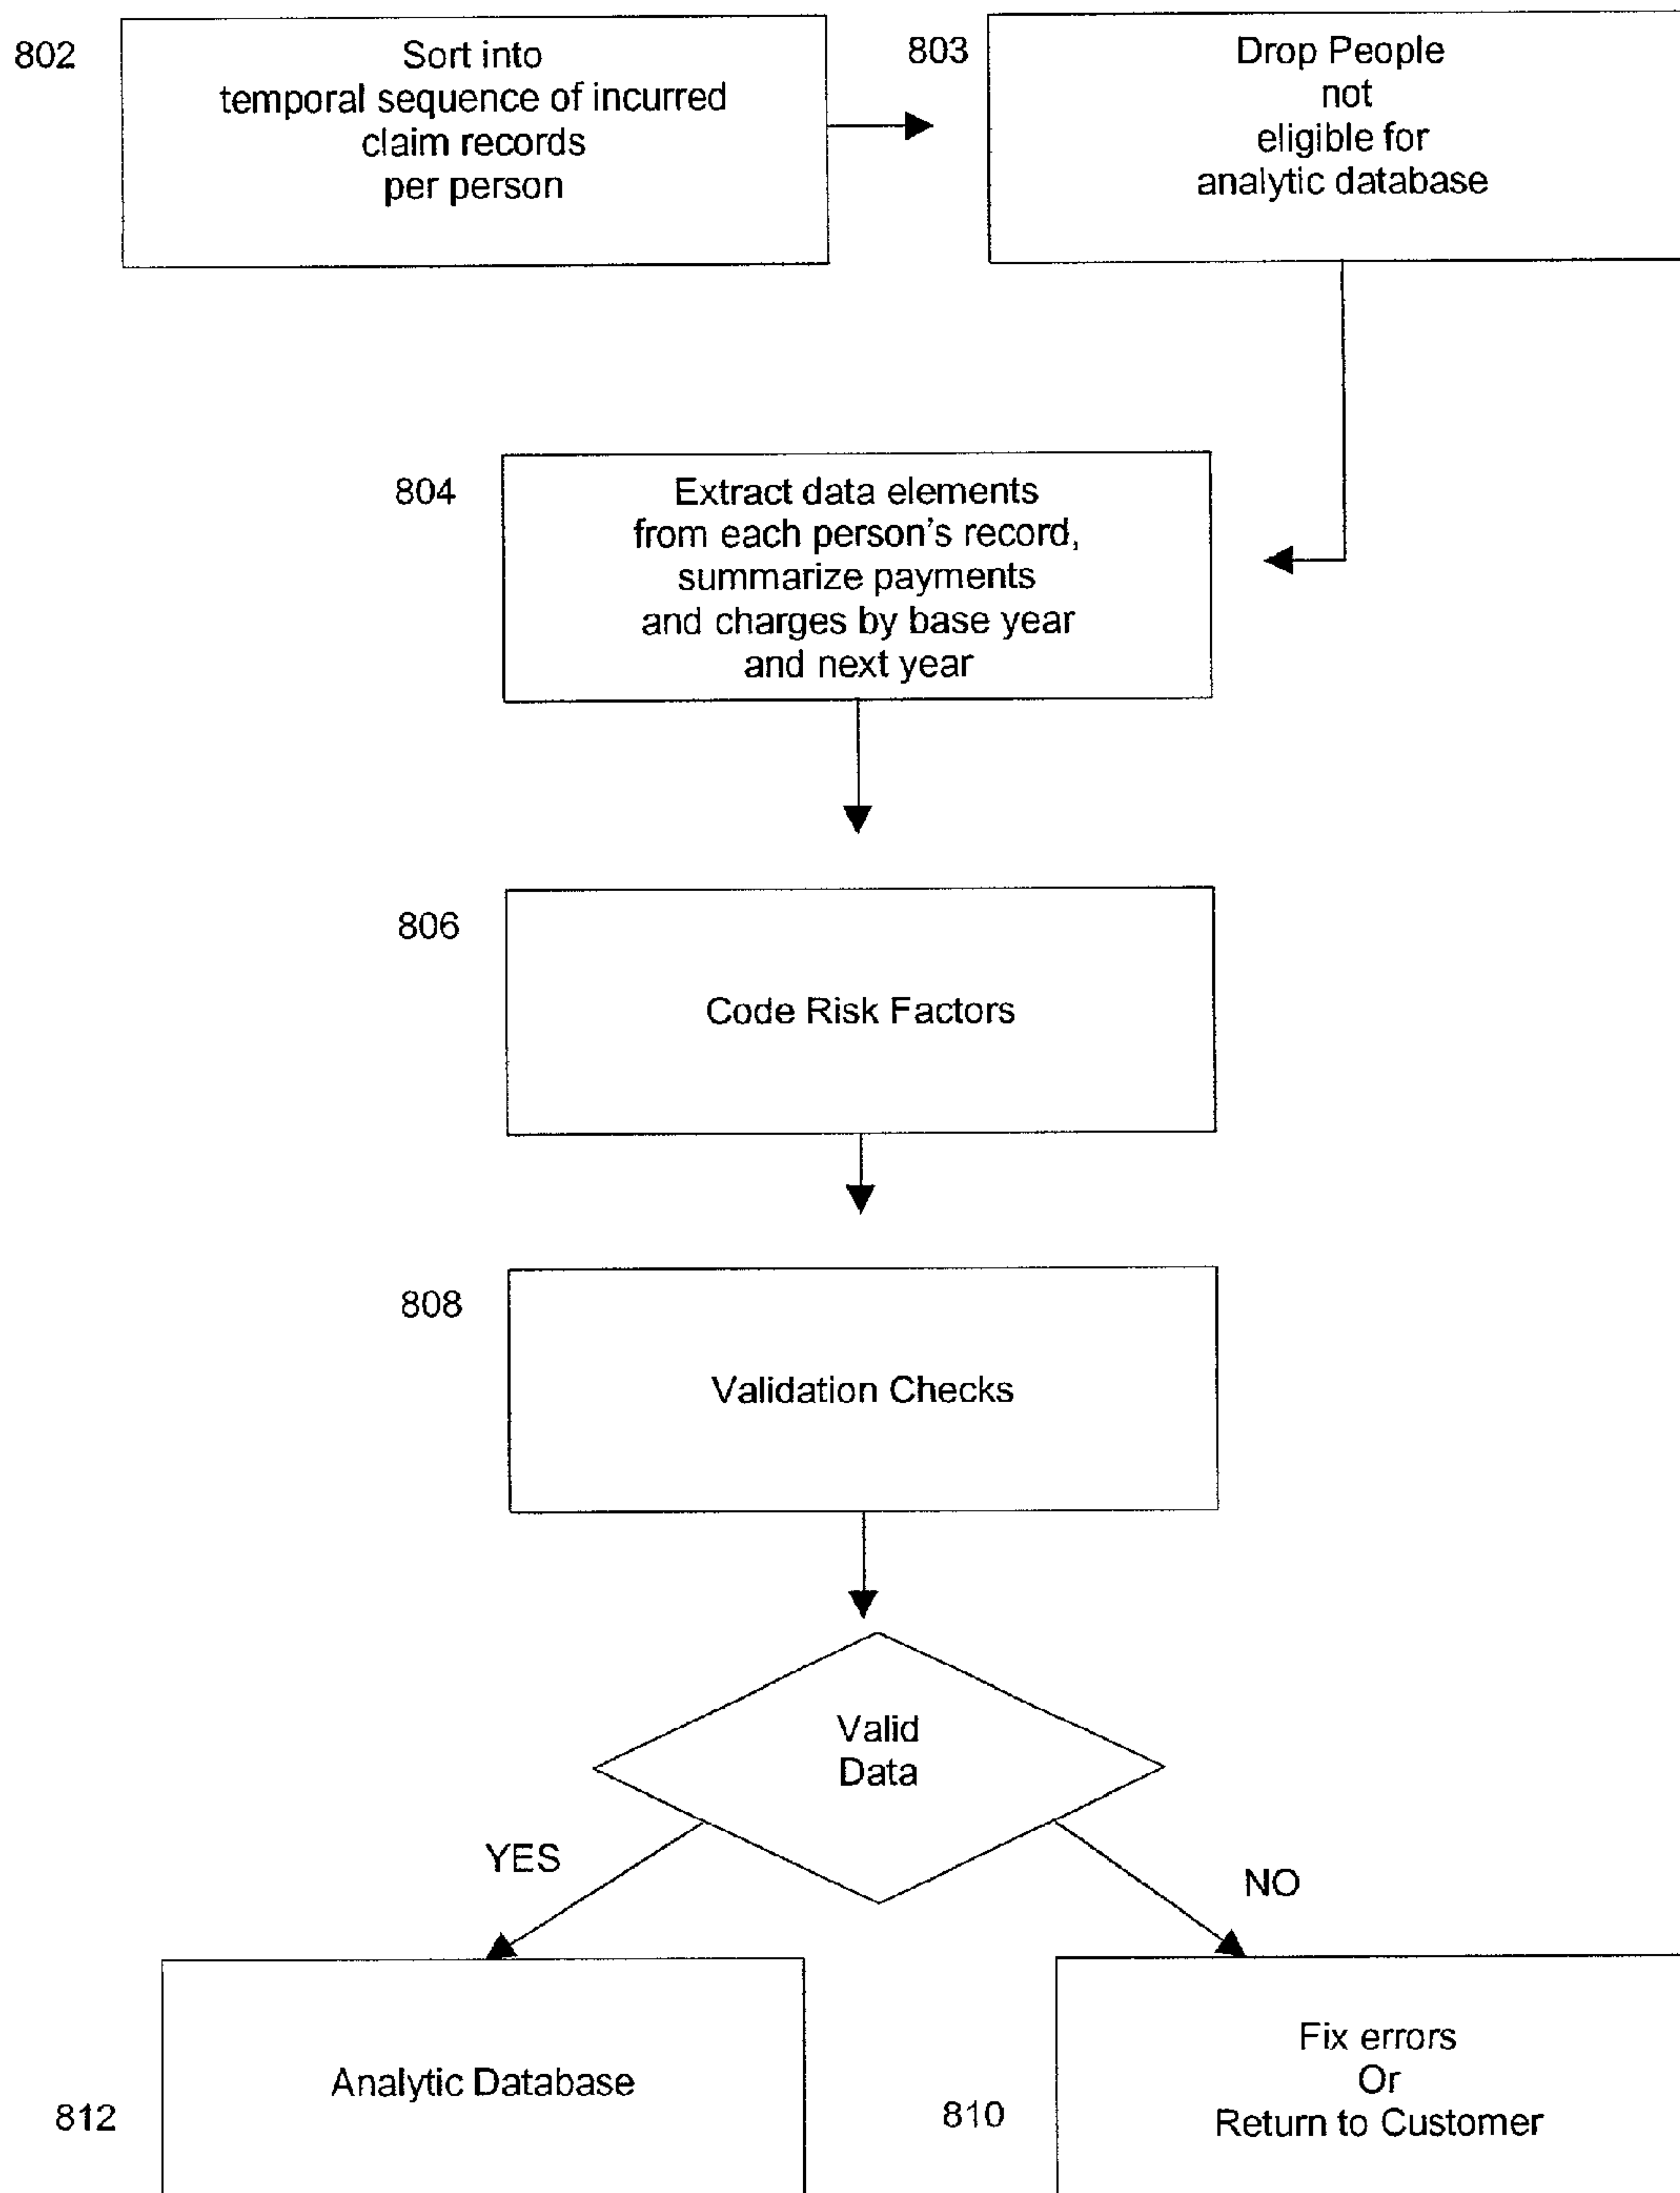 802
Sort into
temporal sequence of incurred
claim records
per person
803
Drop People
not
eligible for
analytic database
804
Extract data elements
from each person's record,
summarize payments
and charges by base year
and next year
806
Code Risk Factors
808
Validation Checks
Valid
Data
YES
NO
812
Analytic Database
810
Fix errors
Or
Return to Customer